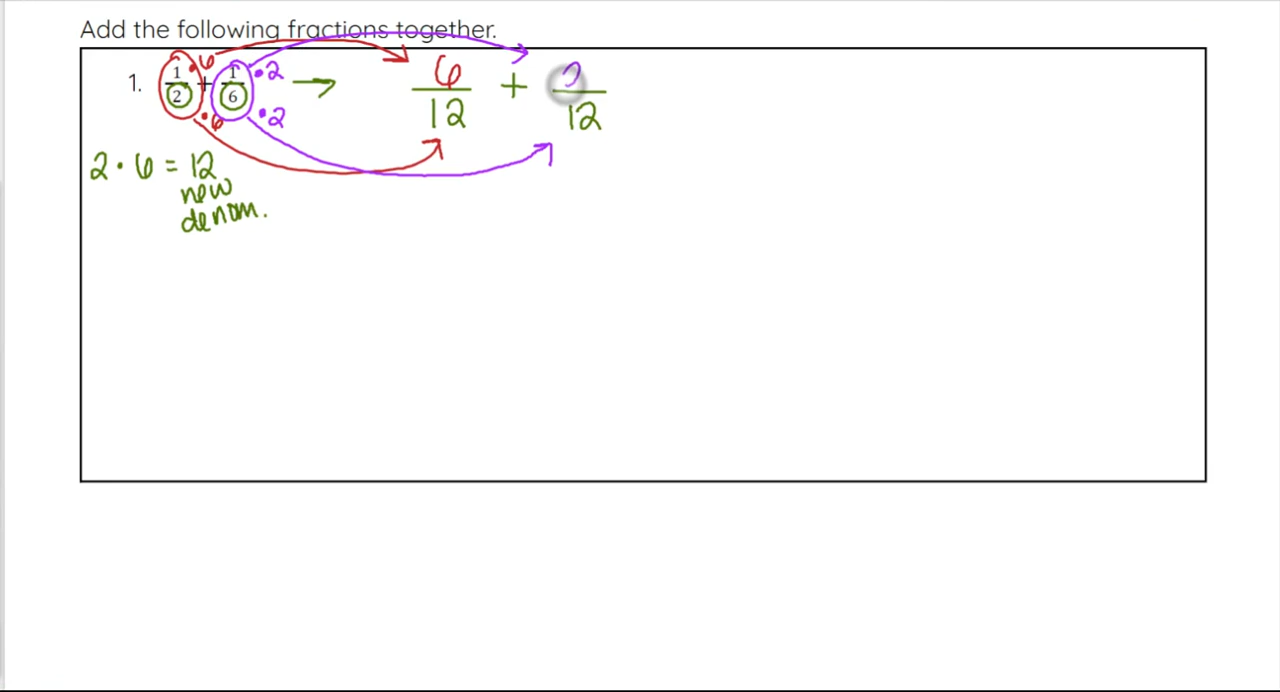 Add the following fractions together.
1. 1/2 · 6/· 6 + 1/6 · 2/· 2 → 6/12 + /12
2 · 6 = 12
new
denom.